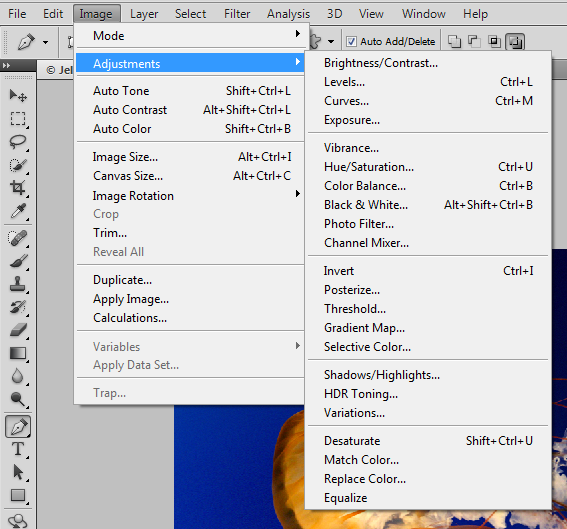 File Edit Image Layer Select Filter Analysis 3D View Window Help
Auto Add/Delete
© Jel
Mode
Adjustments
Auto Tone Shift+Ctrl+L
Auto Contrast Alt+Shift+Ctrl+L
Auto Color Shift+Ctrl+B
Image Size... Alt+Ctrl+I
Canvas Size... Alt+Ctrl+C
Image Rotation
Crop
Trim...
Reveal All
Duplicate...
Apply Image...
Calculations...
Variables
Apply Data Set...
Trap...
Brightness/Contrast...
Levels... Ctrl+L
Curves... Ctrl+M
Exposure...
Vibrance...
Hue/Saturation... Ctrl+U
Color Balance... Ctrl+B
Black & White... Alt+Shift+Ctrl+B
Photo Filter...
Channel Mixer...
Invert Ctrl+I
Posterize...
Threshold...
Gradient Map...
Selective Color...
Shadows/Highlights...
HDR Toning...
Variations...
Desaturate Shift+Ctrl+U
Match Color...
Replace Color...
Equalize
T